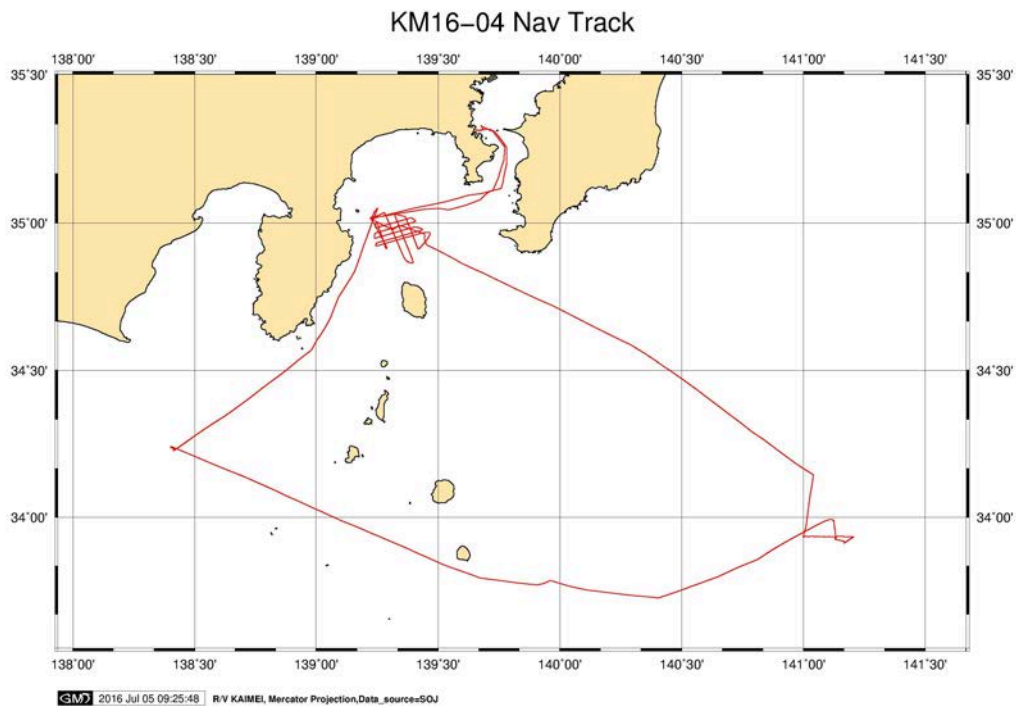 KM16−04 Nav Track
138˚00' 138˚30' 139˚00' 139˚30' 140˚00' 140˚30' 141˚00' 141˚30'
35˚30' 35˚30'
35˚00' 35˚00'
34˚30' 34˚30'
34˚00' 34˚00'
138˚00' 138˚30' 139˚00' 139˚30' 140˚00' 140˚30' 141˚00' 141˚30'
GMT 2016 Jul 05 09:25:48 R/V KAIMEI, Mercator Projection,Data_source=SOJ